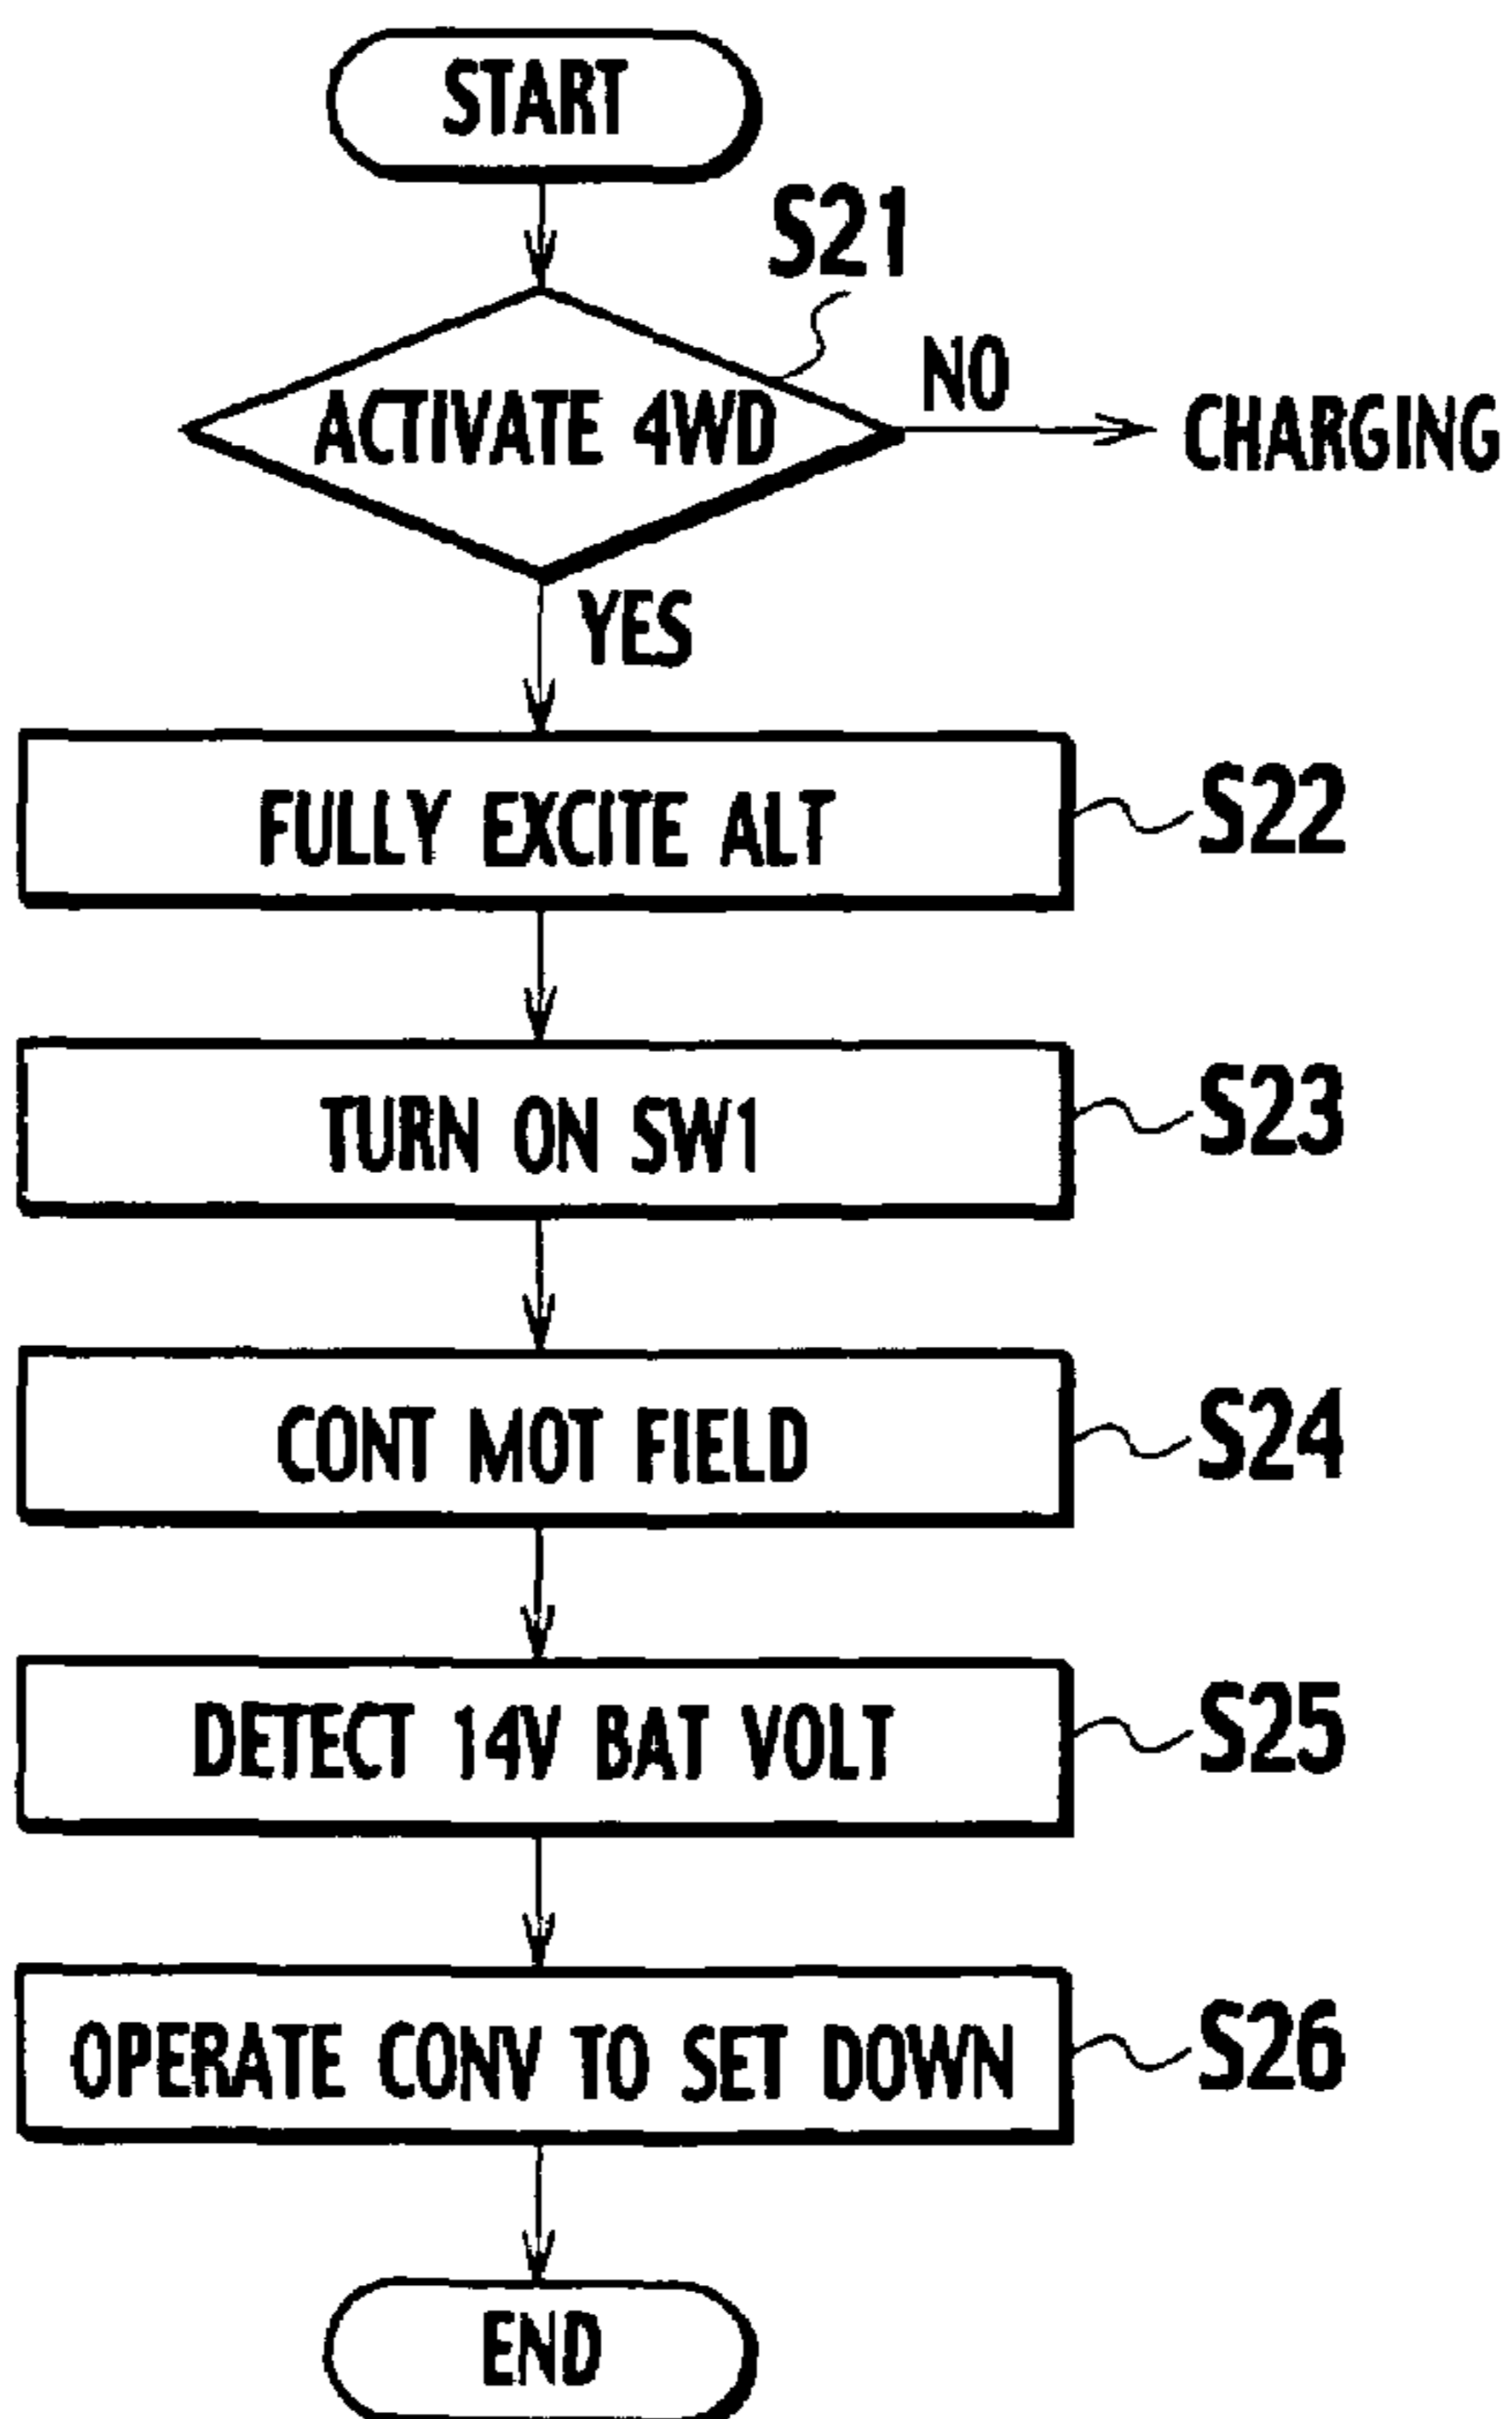 START
S21
ACTIVATE 4WD
NO
CHARGING
YES
FULLY EXCITE ALT
S22
TURN ON SW1
S23
CONT MOT FIELD
S24
DETECT 14V BAT VOLT
S25
OPERATE CONV TO SET DOWN
S26
END